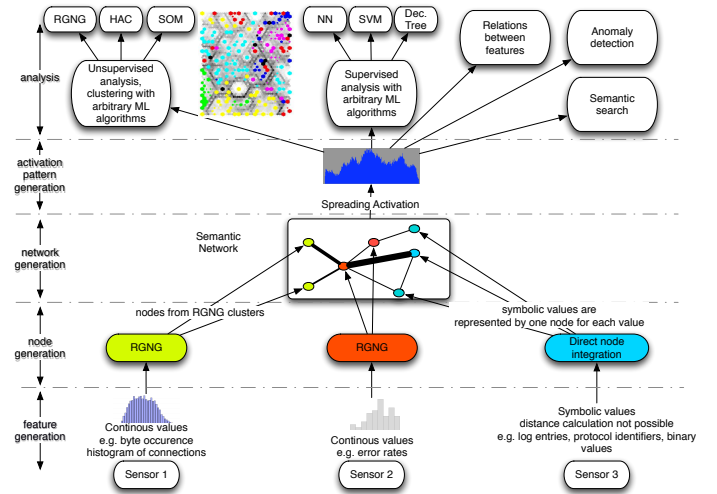 RGNG
HAC
SOM
NN
SVM
Dec.
Tree
Relations
between
features
Anomaly
detection
analysis
Unsupervised
analysis,
clustering with
arbitrary ML
algorithms
Supervised
analysis with
arbitrary ML
algorithms
Semantic
search
activation
pattern
generation
Spreading Activation
network
generation
Semantic
Network
nodes from RGNG clusters
symbolic values are
represented by one node for each value
node
generation
RGNG
RGNG
Direct node
integration
feature
generation
Continous values
e.g. byte occurence
histogram of connections
Continous values
e.g. error rates
Symbolic values
distance calculation not possible
e.g. log entries, protocol identifiers, binary
values
Sensor 1
Sensor 2
Sensor 3